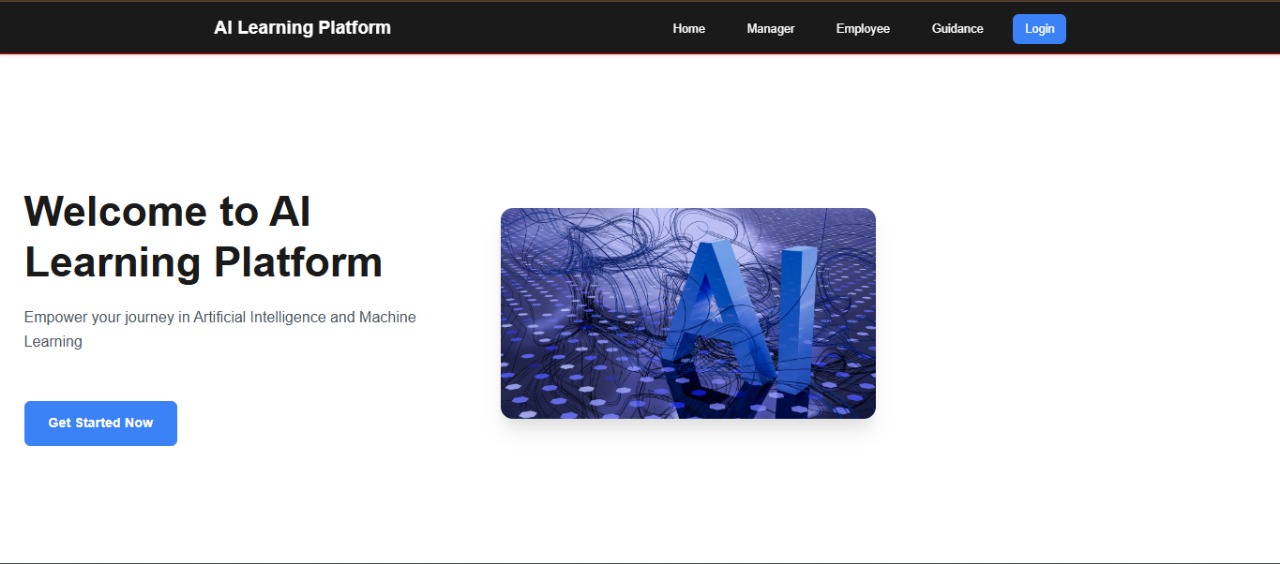 AI Learning Platform
Home Manager Employee Guidance Login
Welcome to AI
Learning Platform
Empower your journey in Artificial Intelligence and Machine
Learning
AI
Get Started Now